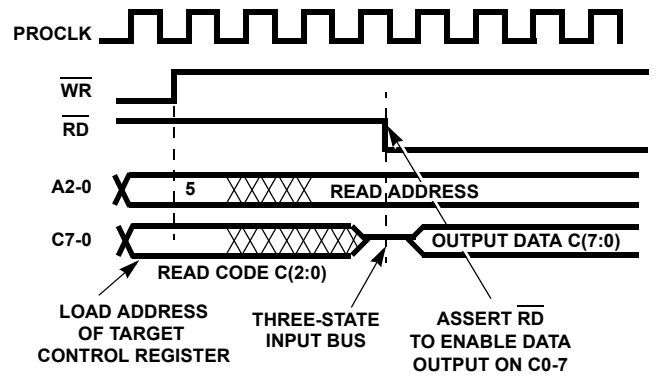 PROCLK
WR
RD
A2-0 5 READ ADDRESS
C7-0 OUTPUT DATA C(7:0)
READ CODE C(2:0)
LOAD ADDRESS
OF TARGET
CONTROL REGISTER
THREE-STATE
INPUT BUS
ASSERT RD
TO ENABLE DATA
OUTPUT ON C0-7